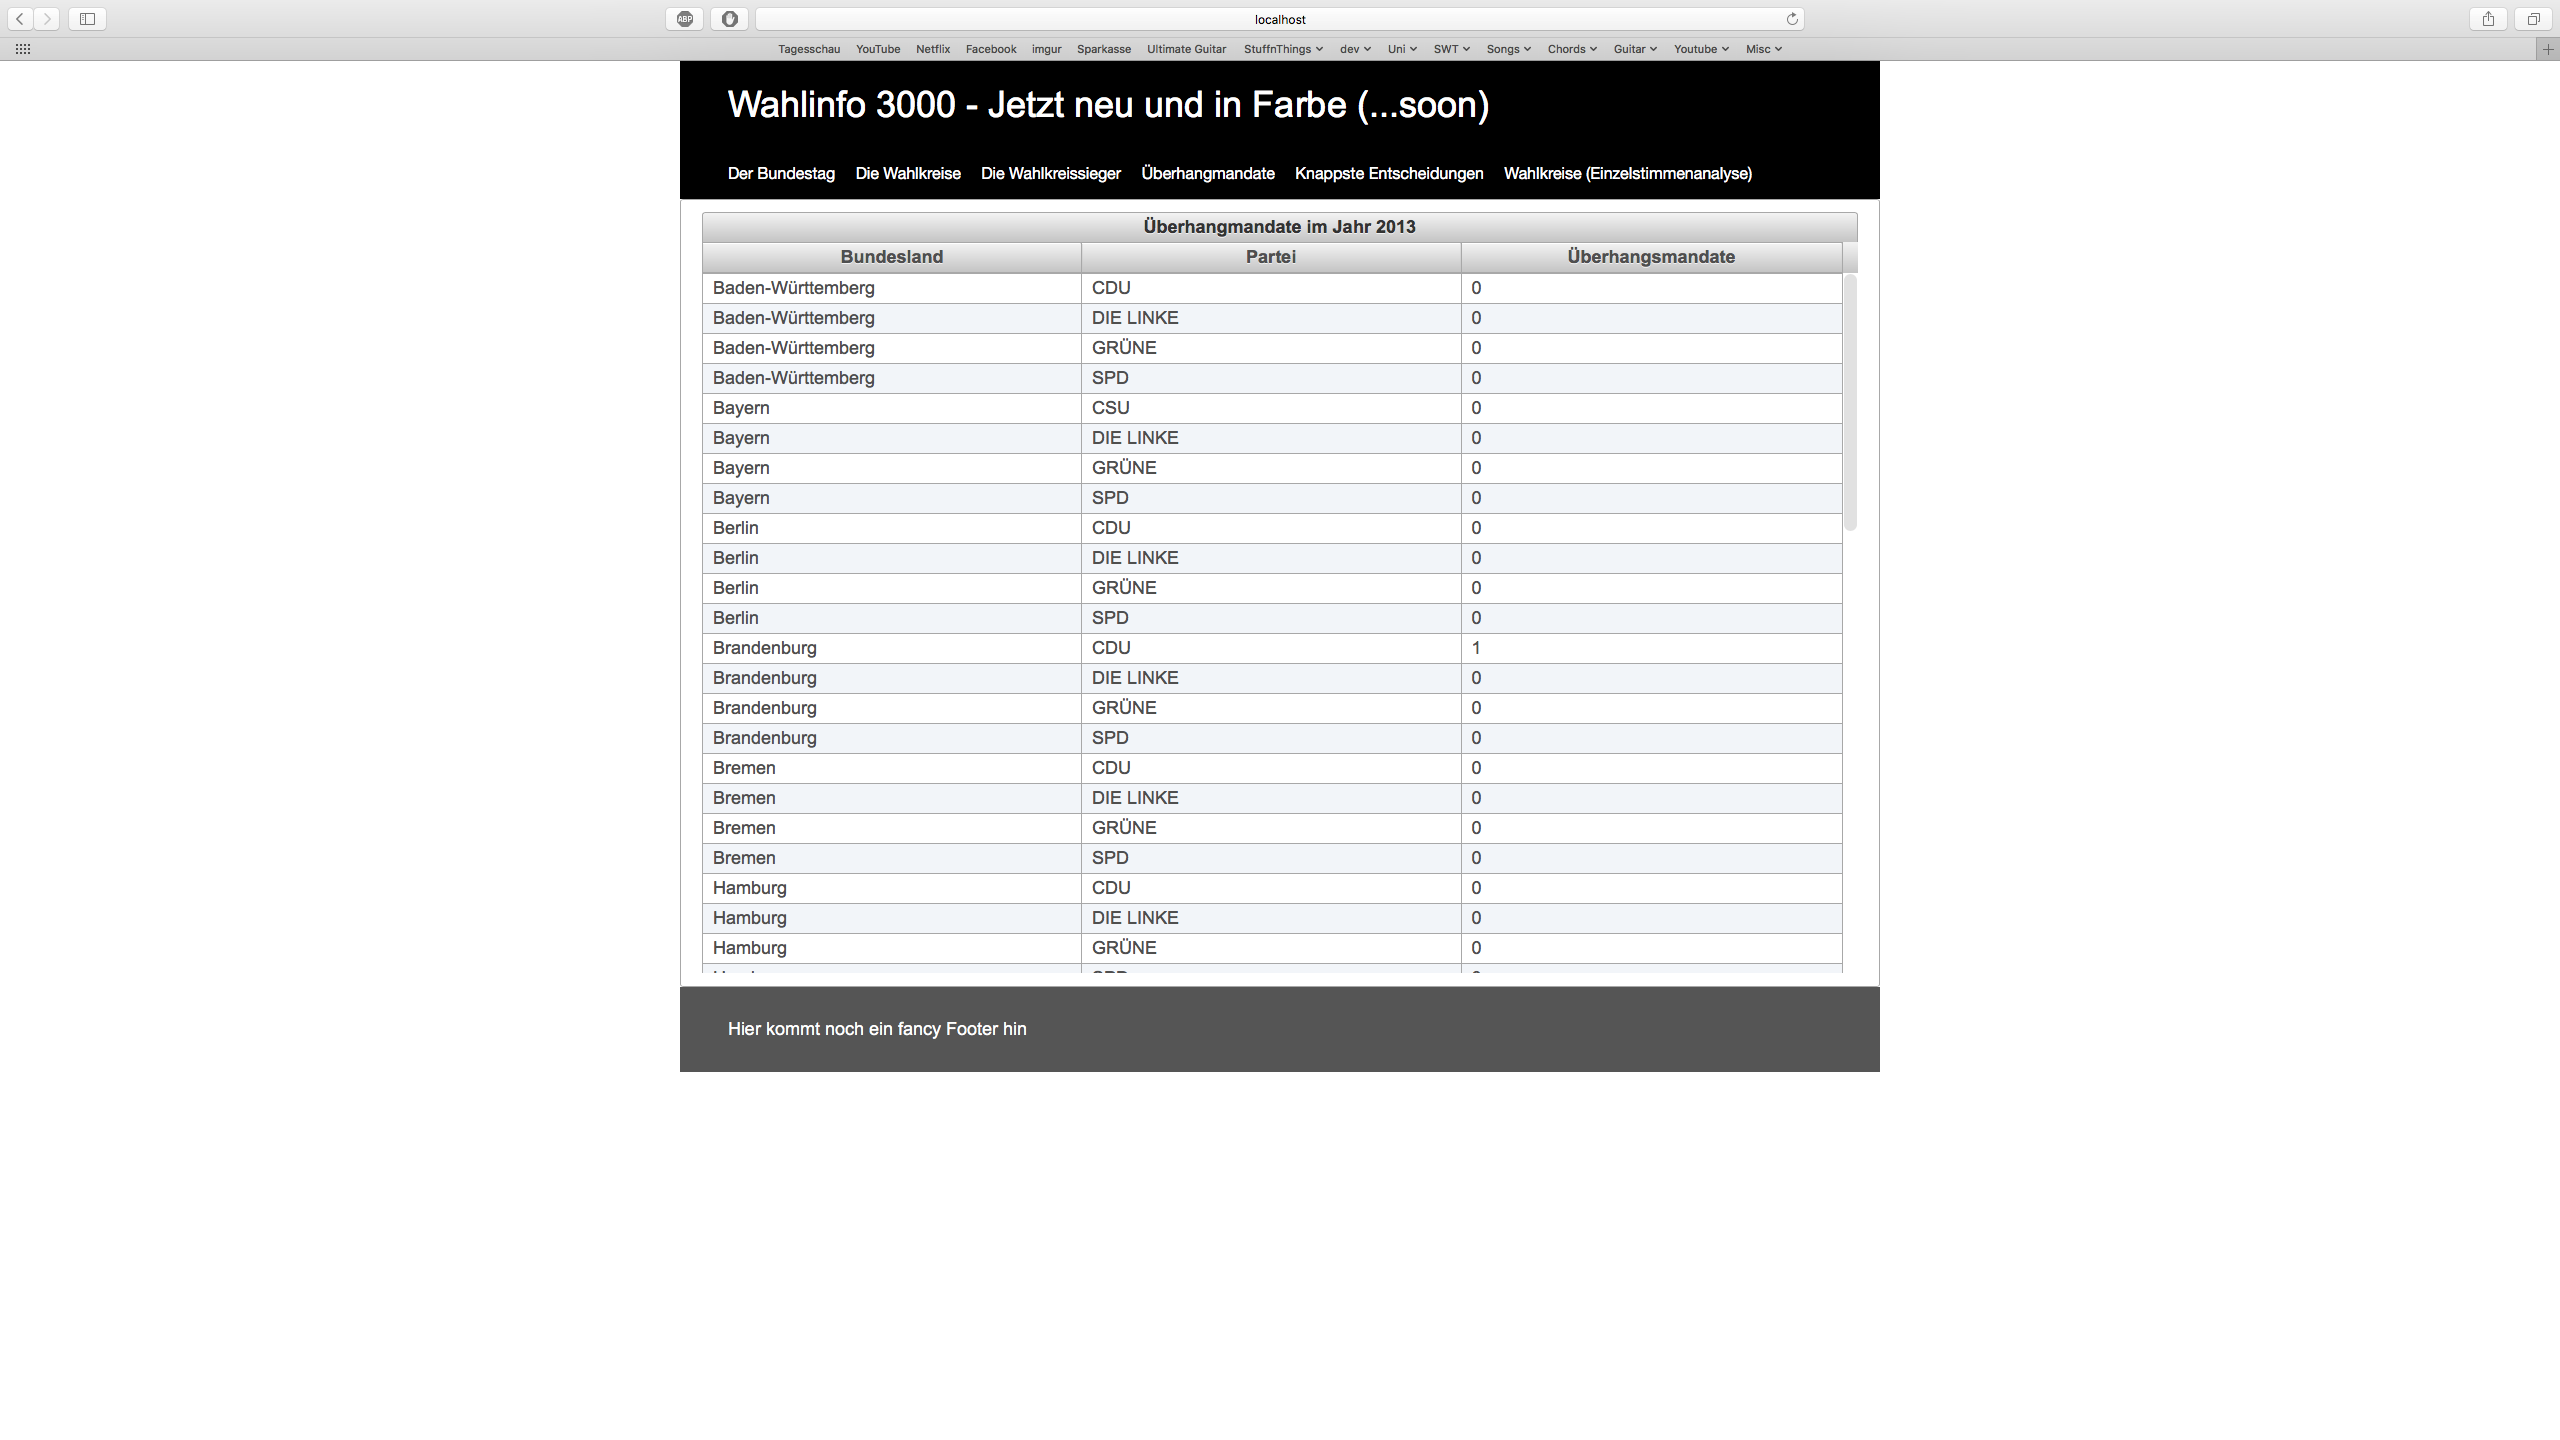 ABP localhost
Tagesschau YouTube Netflix Facebook imgur Sparkasse Ultimate Guitar StuffnThings dev Uni SWT Songs Chords Guitar Youtube Misc
Wahlinfo 3000 - Jetzt neu und in Farbe (...soon)
Der Bundestag Die Wahlkreise Die Wahlkreissieger Überhangmandate Knappste Entscheidungen Wahlkreise (Einzelstimmenanalyse)
Überhangmandate im Jahr 2013
Bundesland Partei Überhangsmandate
Baden-Württemberg CDU 0
Baden-Württemberg DIE LINKE 0
Baden-Württemberg GRÜNE 0
Baden-Württemberg SPD 0
Bayern CSU 0
Bayern DIE LINKE 0
Bayern GRÜNE 0
Bayern SPD 0
Berlin CDU 0
Berlin DIE LINKE 0
Berlin GRÜNE 0
Berlin SPD 0
Brandenburg CDU 1
Brandenburg DIE LINKE 0
Brandenburg GRÜNE 0
Brandenburg SPD 0
Bremen CDU 0
Bremen DIE LINKE 0
Bremen GRÜNE 0
Bremen SPD 0
Hamburg CDU 0
Hamburg DIE LINKE 0
Hamburg GRÜNE 0
Hier kommt noch ein fancy Footer hin